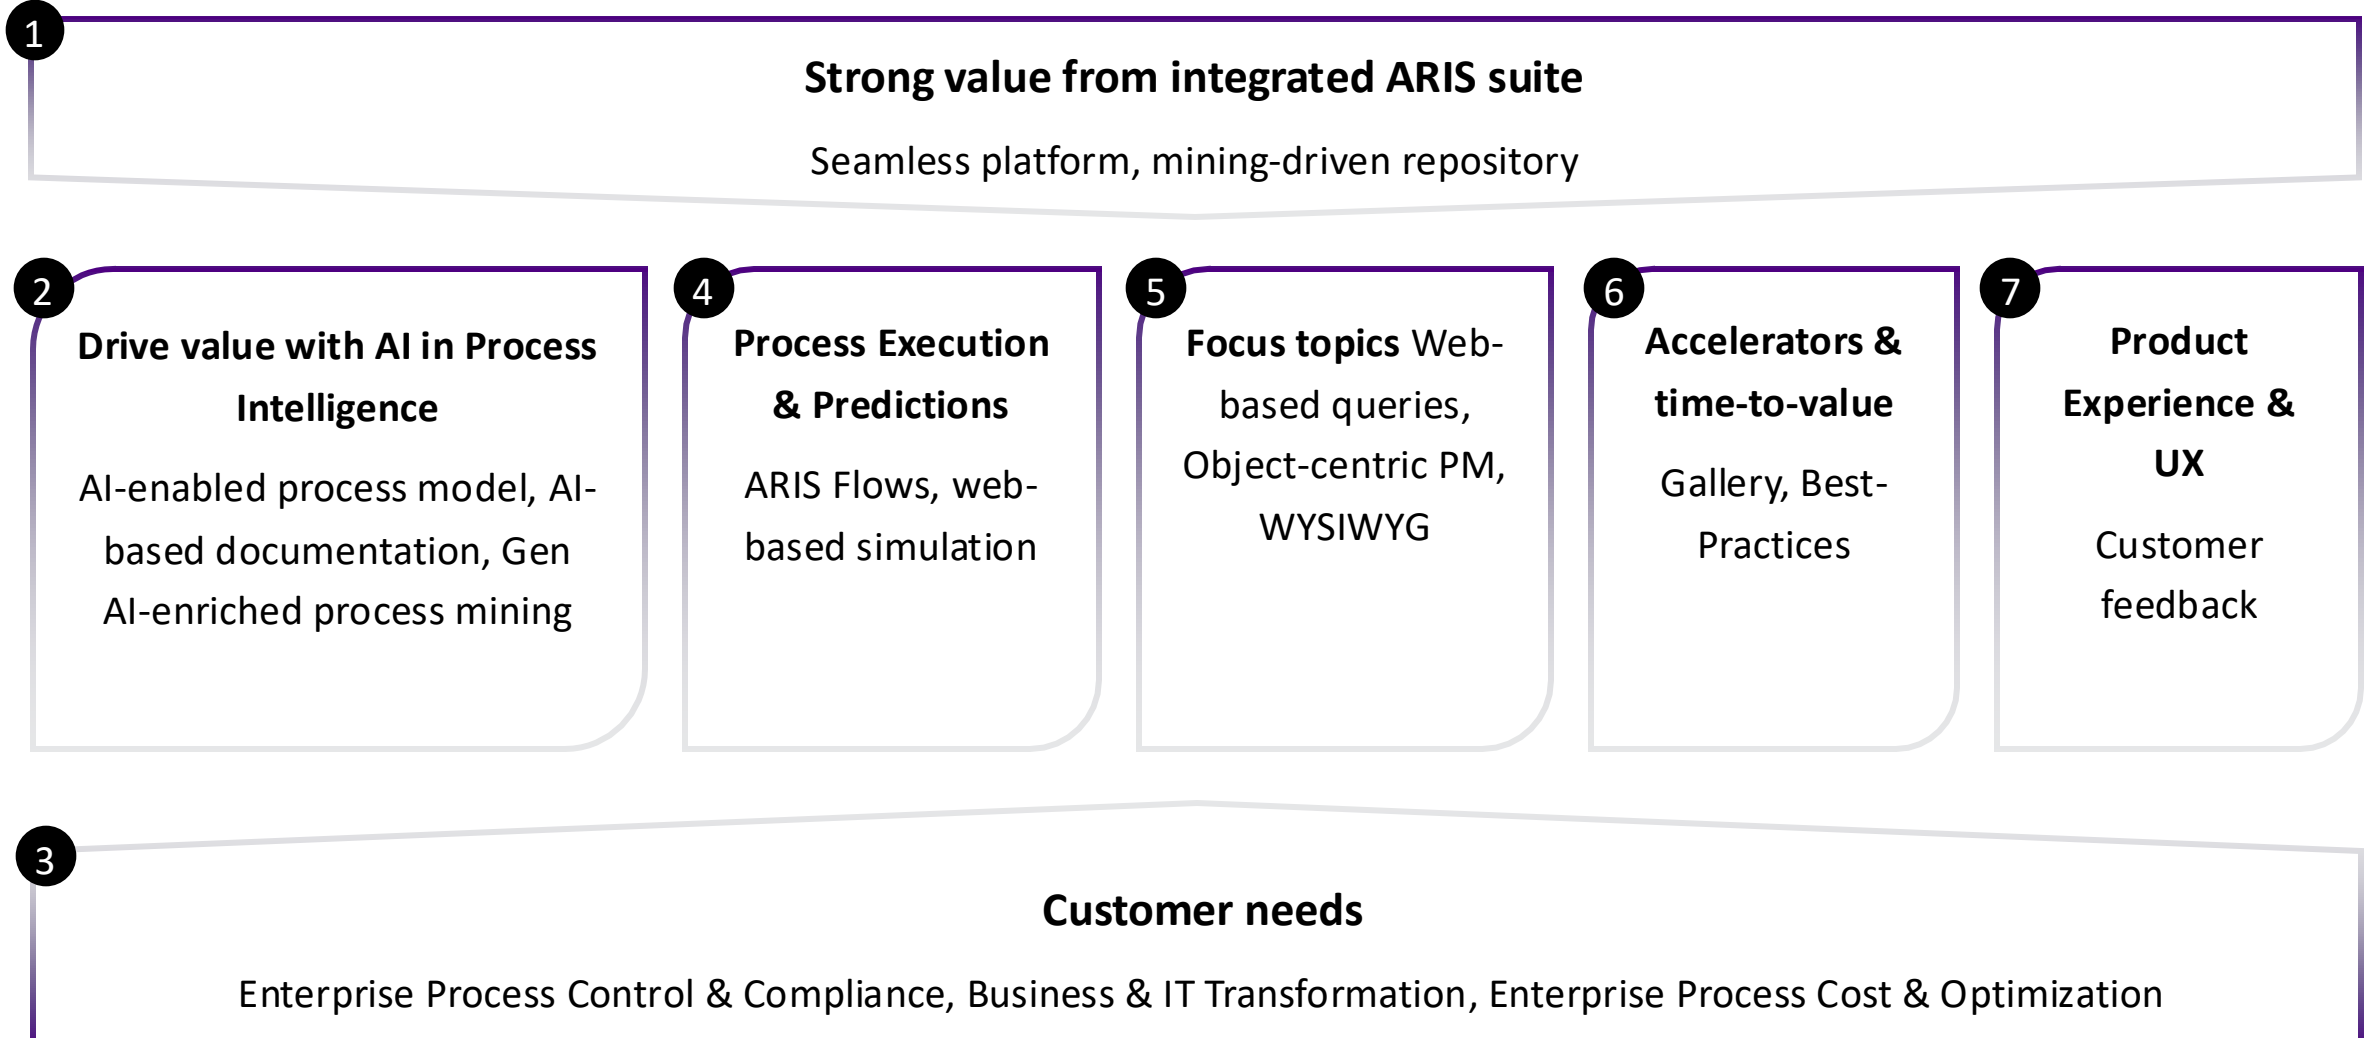 1
Strong value from integrated ARIS suite
Seamless platform, mining-driven repository
2
Drive value with AI in Process
Intelligence
AI-enabled process model, AI-
based documentation, Gen
AI-enriched process mining
4
Process Execution
& Predictions
ARIS Flows, web-
based simulation
5
Focus topics Web-
based queries,
Object-centric PM,
WYSIWYG
6
Accelerators &
time-to-value
Gallery, Best-
Practices
7
Product
Experience &
UX
Customer
feedback
3
Customer needs
Enterprise Process Control & Compliance, Business & IT Transformation, Enterprise Process Cost & Optimization